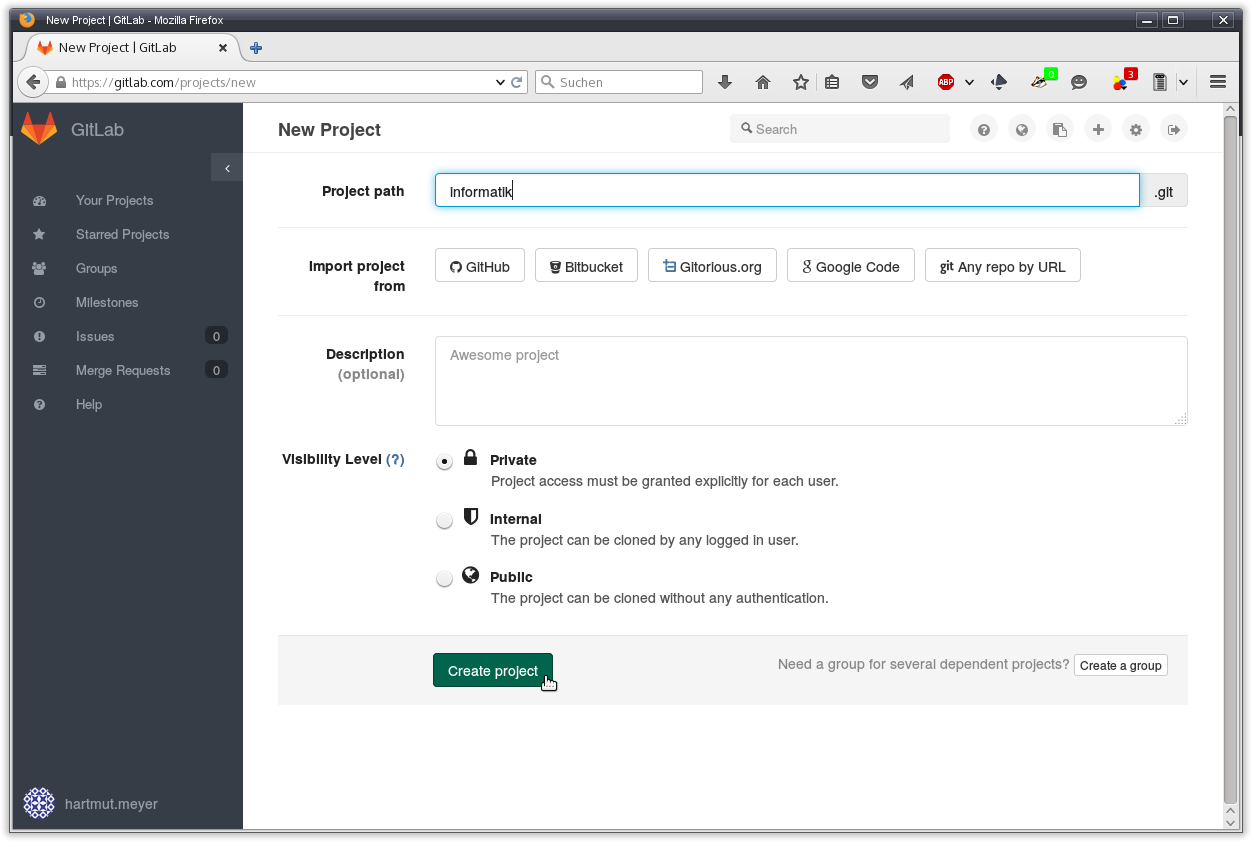 New Project | GitLab - Mozilla Firefox
New Project | GitLab
https://gitlab.com/projects/new
Suchen
ABP
0
3
GitLab
New Project
Search
Your Projects
Starred Projects
Groups
Milestones
Issues 0
Merge Requests 0
Help
Project path
informatik
.git
Import project
from
GitHub
Bitbucket
Gitorious.org
Google Code
git Any repo by URL
Description
(optional)
Awesome project
Visibility Level (?)
Private
Project access must be granted explicitly for each user.
Internal
The project can be cloned by any logged in user.
Public
The project can be cloned without any authentication.
Create project
Need a group for several dependent projects? Create a group
hartmut.meyer